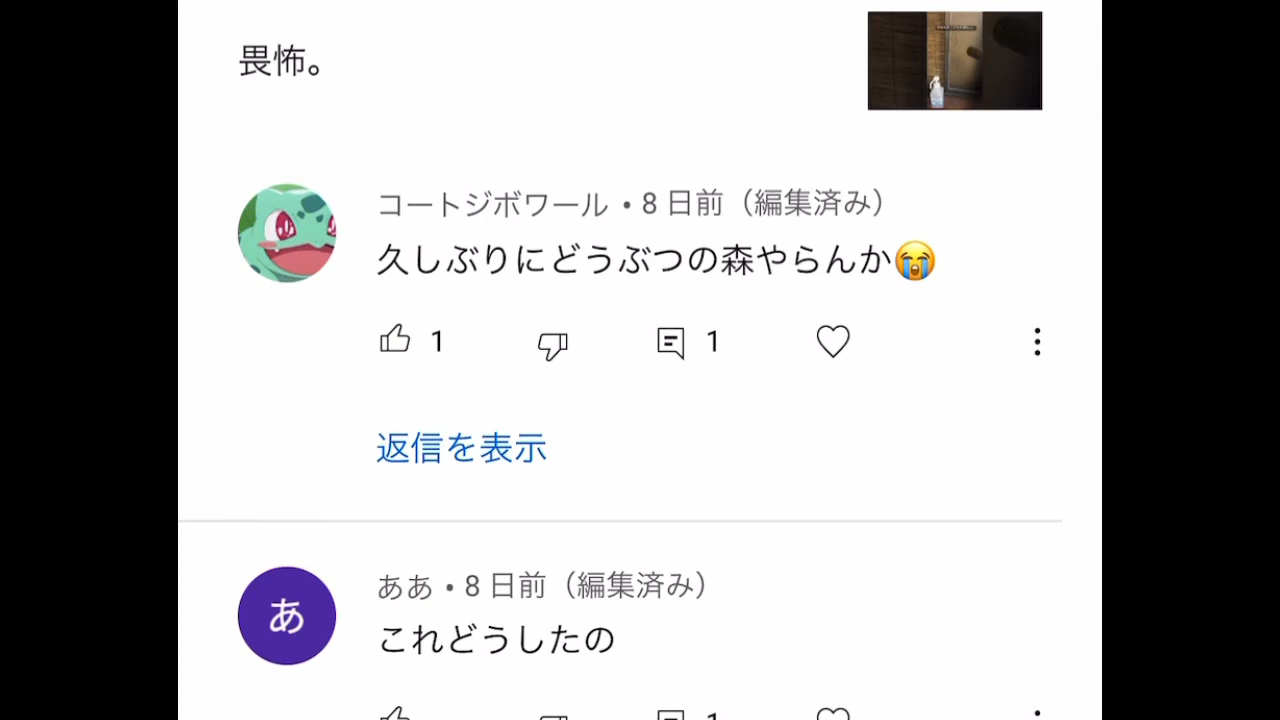 畏怖。
コートジボワール • 8 日前（編集済み）
久しぶりにどうぶつの森やらんか😭
1 1
返信を表示
あ
ああ • 8 日前（編集済み）
これどうしたの
1